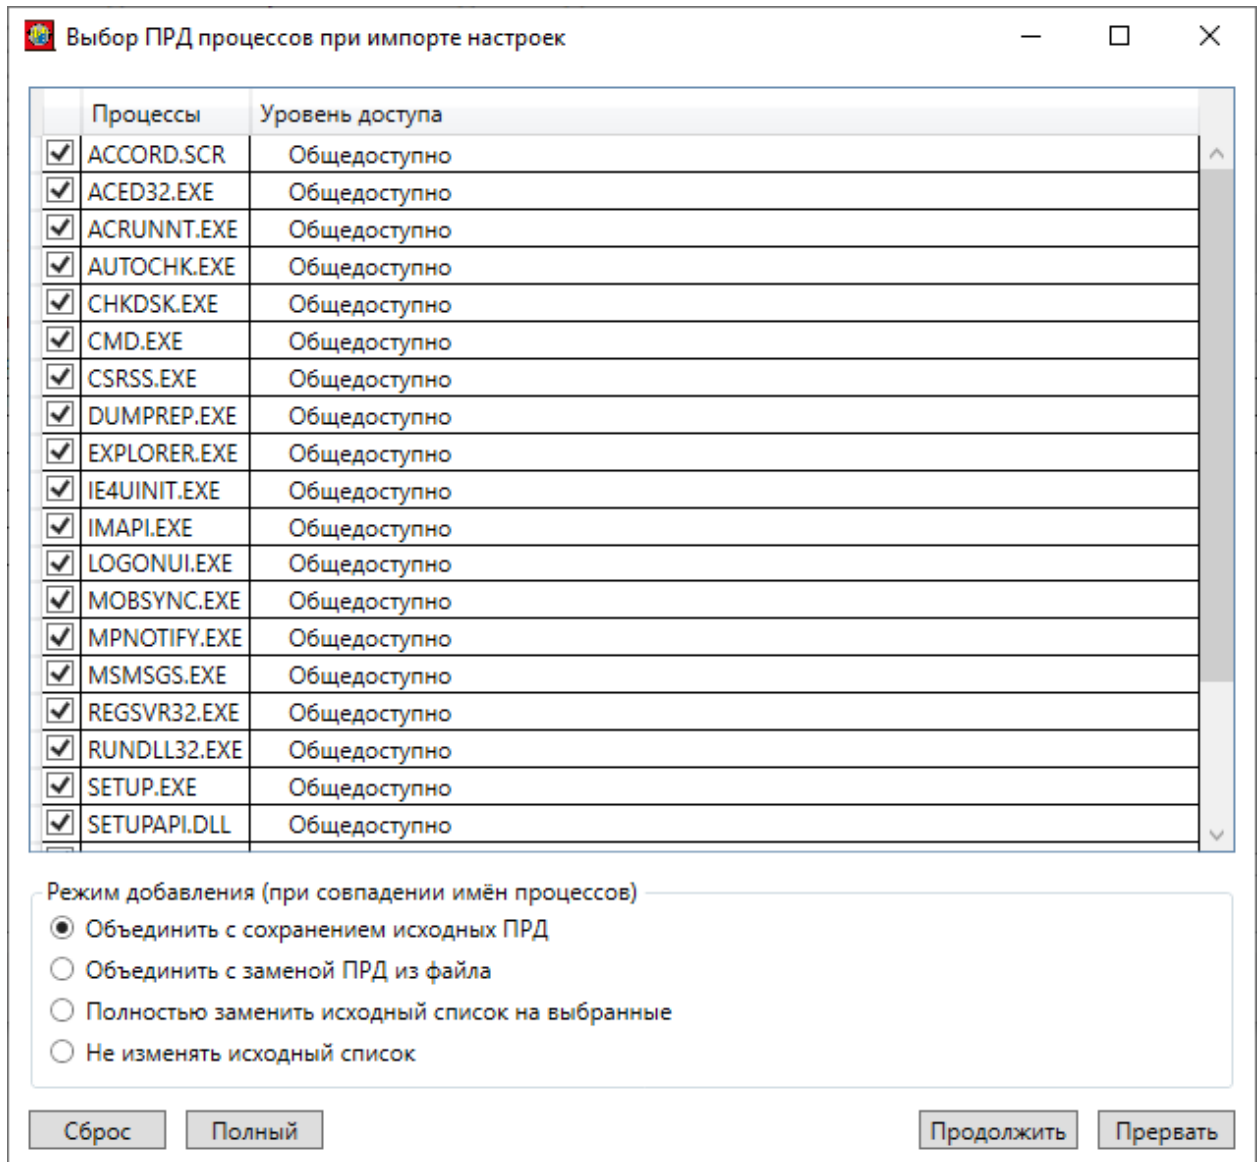 Выбор ПРД процессов при импорте настроек
Процессы Уровень доступа
ACCORD.SCR Общедоступно
ACED32.EXE Общедоступно
ACRUNNT.EXE Общедоступно
AUTOCHK.EXE Общедоступно
CHKDSK.EXE Общедоступно
CMD.EXE Общедоступно
CSRSS.EXE Общедоступно
DUMPREP.EXE Общедоступно
EXPLORER.EXE Общедоступно
IE4UINIT.EXE Общедоступно
IMAPI.EXE Общедоступно
LOGONUI.EXE Общедоступно
MOBSYNC.EXE Общедоступно
MPNOTIFY.EXE Общедоступно
MSMSGS.EXE Общедоступно
REGSVR32.EXE Общедоступно
RUNDLL32.EXE Общедоступно
SETUP.EXE Общедоступно
SETUPAPI.DLL Общедоступно
Режим добавления (при совпадении имён процессов)
Объединить с сохранением исходных ПРД
Объединить с заменой ПРД из файла
Полностью заменить исходный список на выбранные
Не изменять исходный список
Сброс Полный Продолжить Прервать